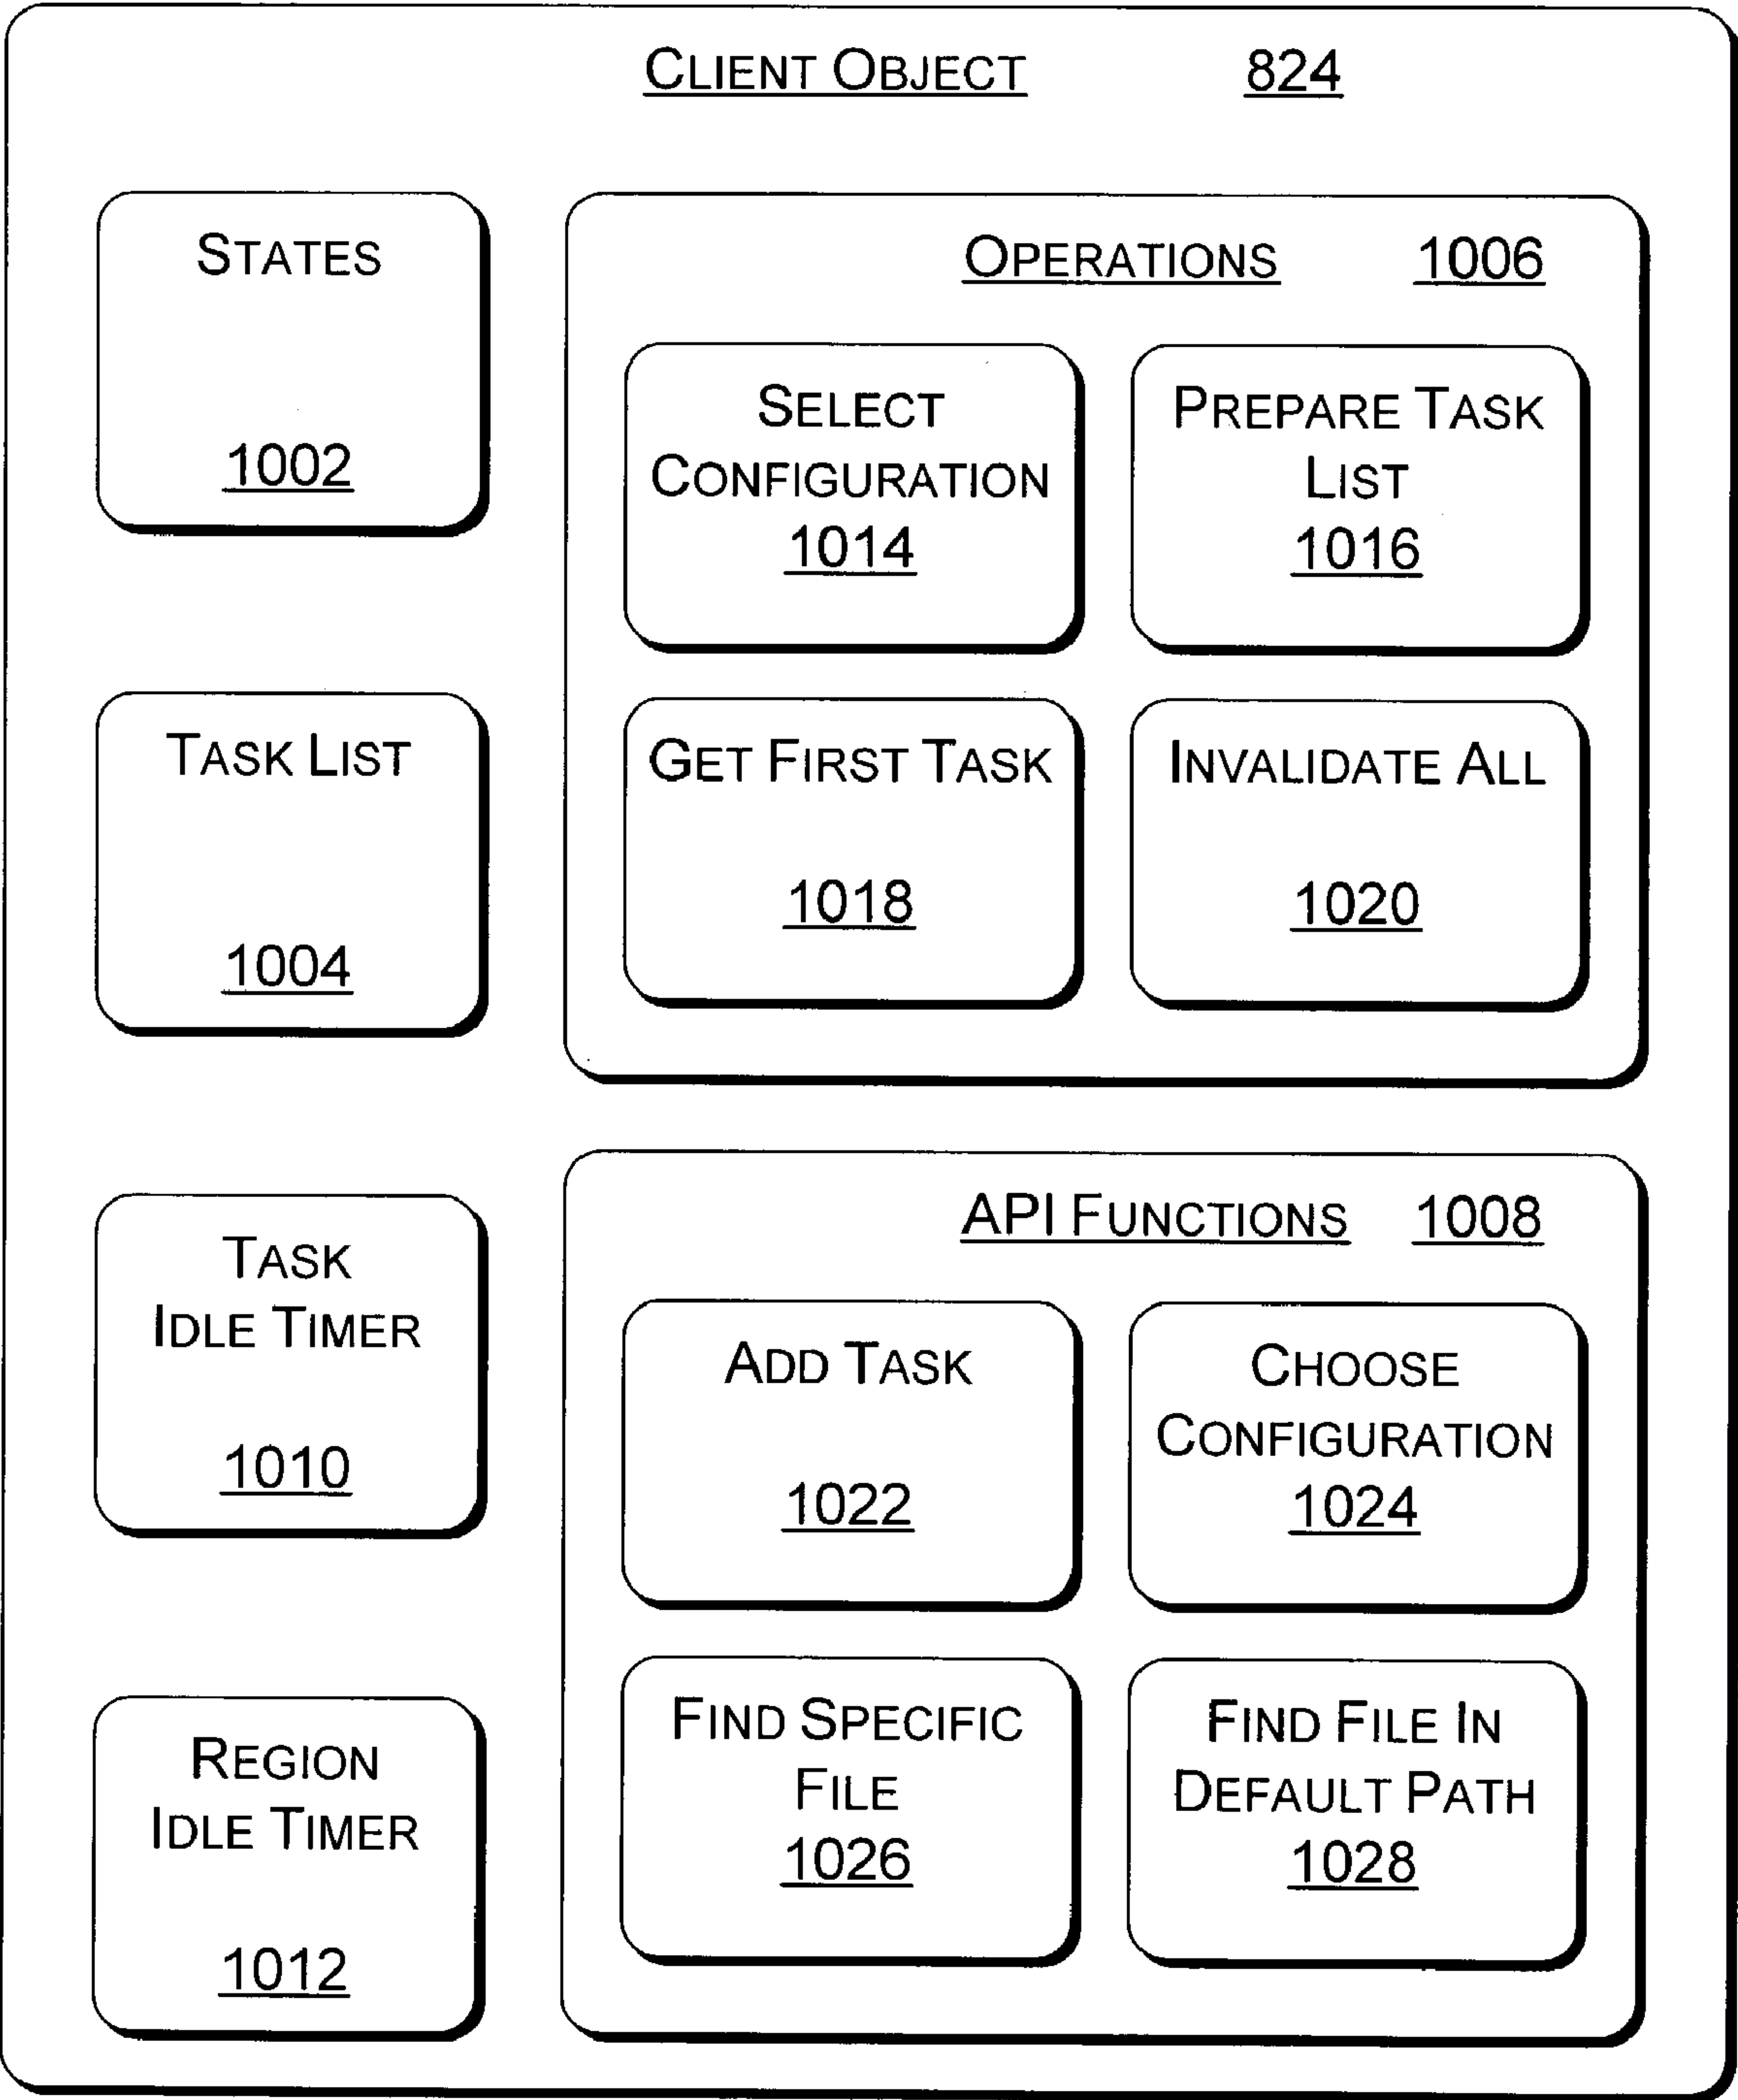 CLIENT OBJECT 824
STATES
1002
TASK LIST
1004
TASK
IDLE TIMER
1010
REGION
IDLE TIMER
1012
OPERATIONS 1006
SELECT
CONFIGURATION
1014
PREPARE TASK
LIST
1016
GET FIRST TASK
1018
INVALIDATE ALL
1020
API FUNCTIONS 1008
ADD TASK
1022
CHOOSE
CONFIGURATION
1024
FIND SPECIFIC
FILE
1026
FIND FILE IN
DEFAULT PATH
1028